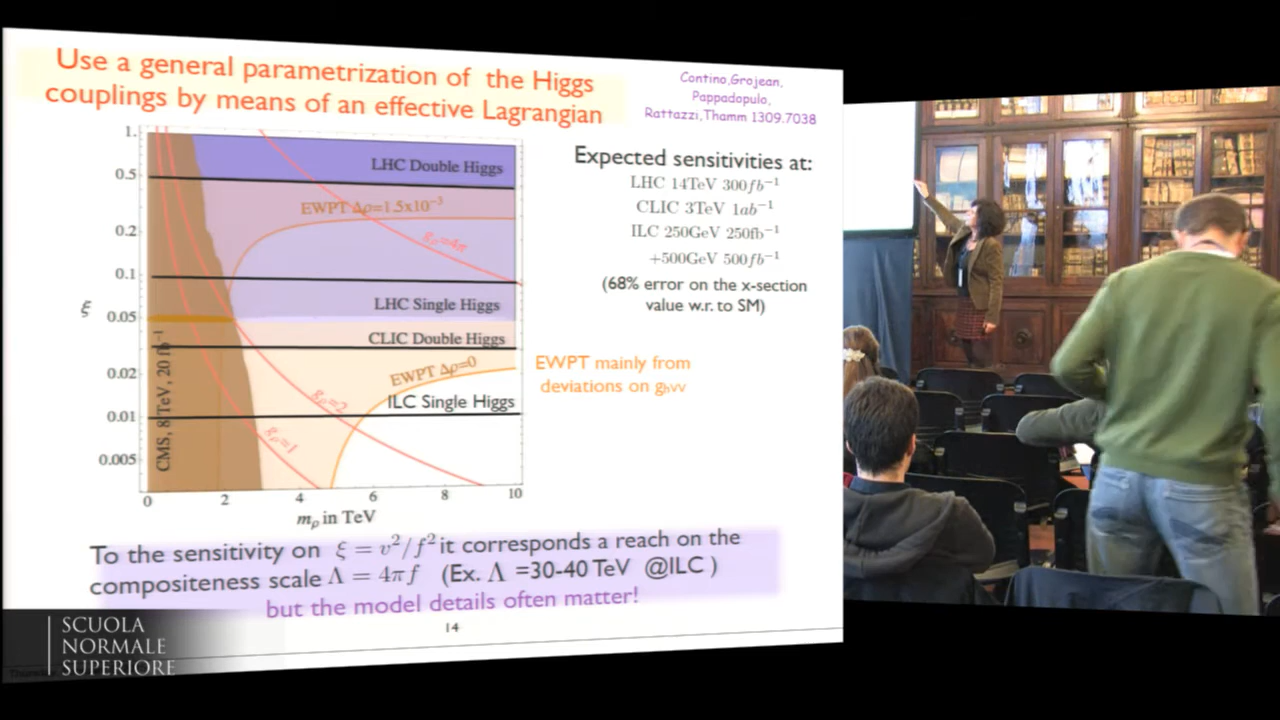 Use a general parametrization of the Higgs
couplings by means of an effective Lagrangian
Contino,Grojean,
Pappadopulo,
Rattazzi,Thamm 1309.7038
1.
0.5
0.2
0.1
ξ
0.05
0.02
0.01
0.005
LHC Double Higgs
EWPT Δρ=1.5x10⁻³
gρ=4π
LHC Single Higgs
CLIC Double Higgs
EWPT Δρ=0
ILC Single Higgs
gρ=2
gρ=1
CMS, 8 TeV, 20 fb⁻¹
0 2 4 6 8 10
mρ in TeV
Expected sensitivities at:
LHC 14TeV 300fb⁻¹
CLIC 3TeV 1ab⁻¹
ILC 250GeV 250fb⁻¹
+500GeV 500fb⁻¹
(68% error on the x-section
value w.r. to SM)
EWPT mainly from
deviations on ghvv
To the sensitivity on ξ = v²/f² it corresponds a reach on the
compositeness scale Λ = 4πf (Ex. Λ =30-40 TeV @ILC )
but the model details often matter!
14
SCUOLA
NORMALE
SUPERIORE